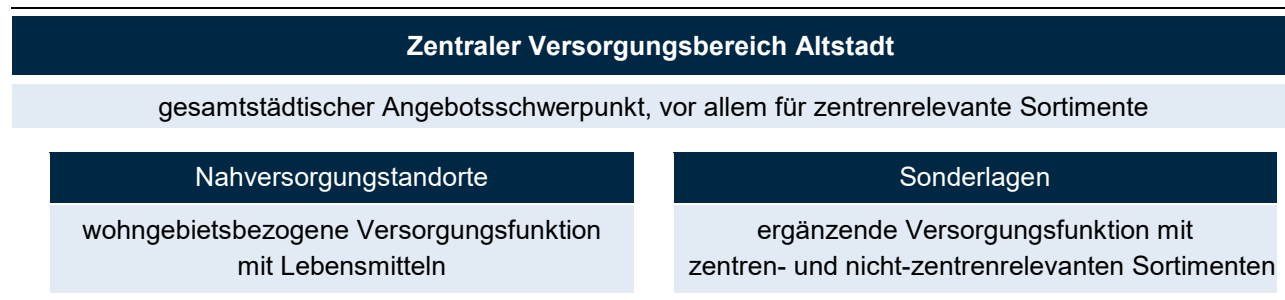 Zentraler Versorgungsbereich Altstadt
gesamtstädtischer Angebotsschwerpunkt, vor allem für zentrenrelevante Sortimente
Nahversorgungstandorte
wohngebietsbezogene Versorgungsfunktion
mit Lebensmitteln
Sonderlagen
ergänzende Versorgungsfunktion mit
zentren- und nicht-zentrenrelevanten Sortimenten